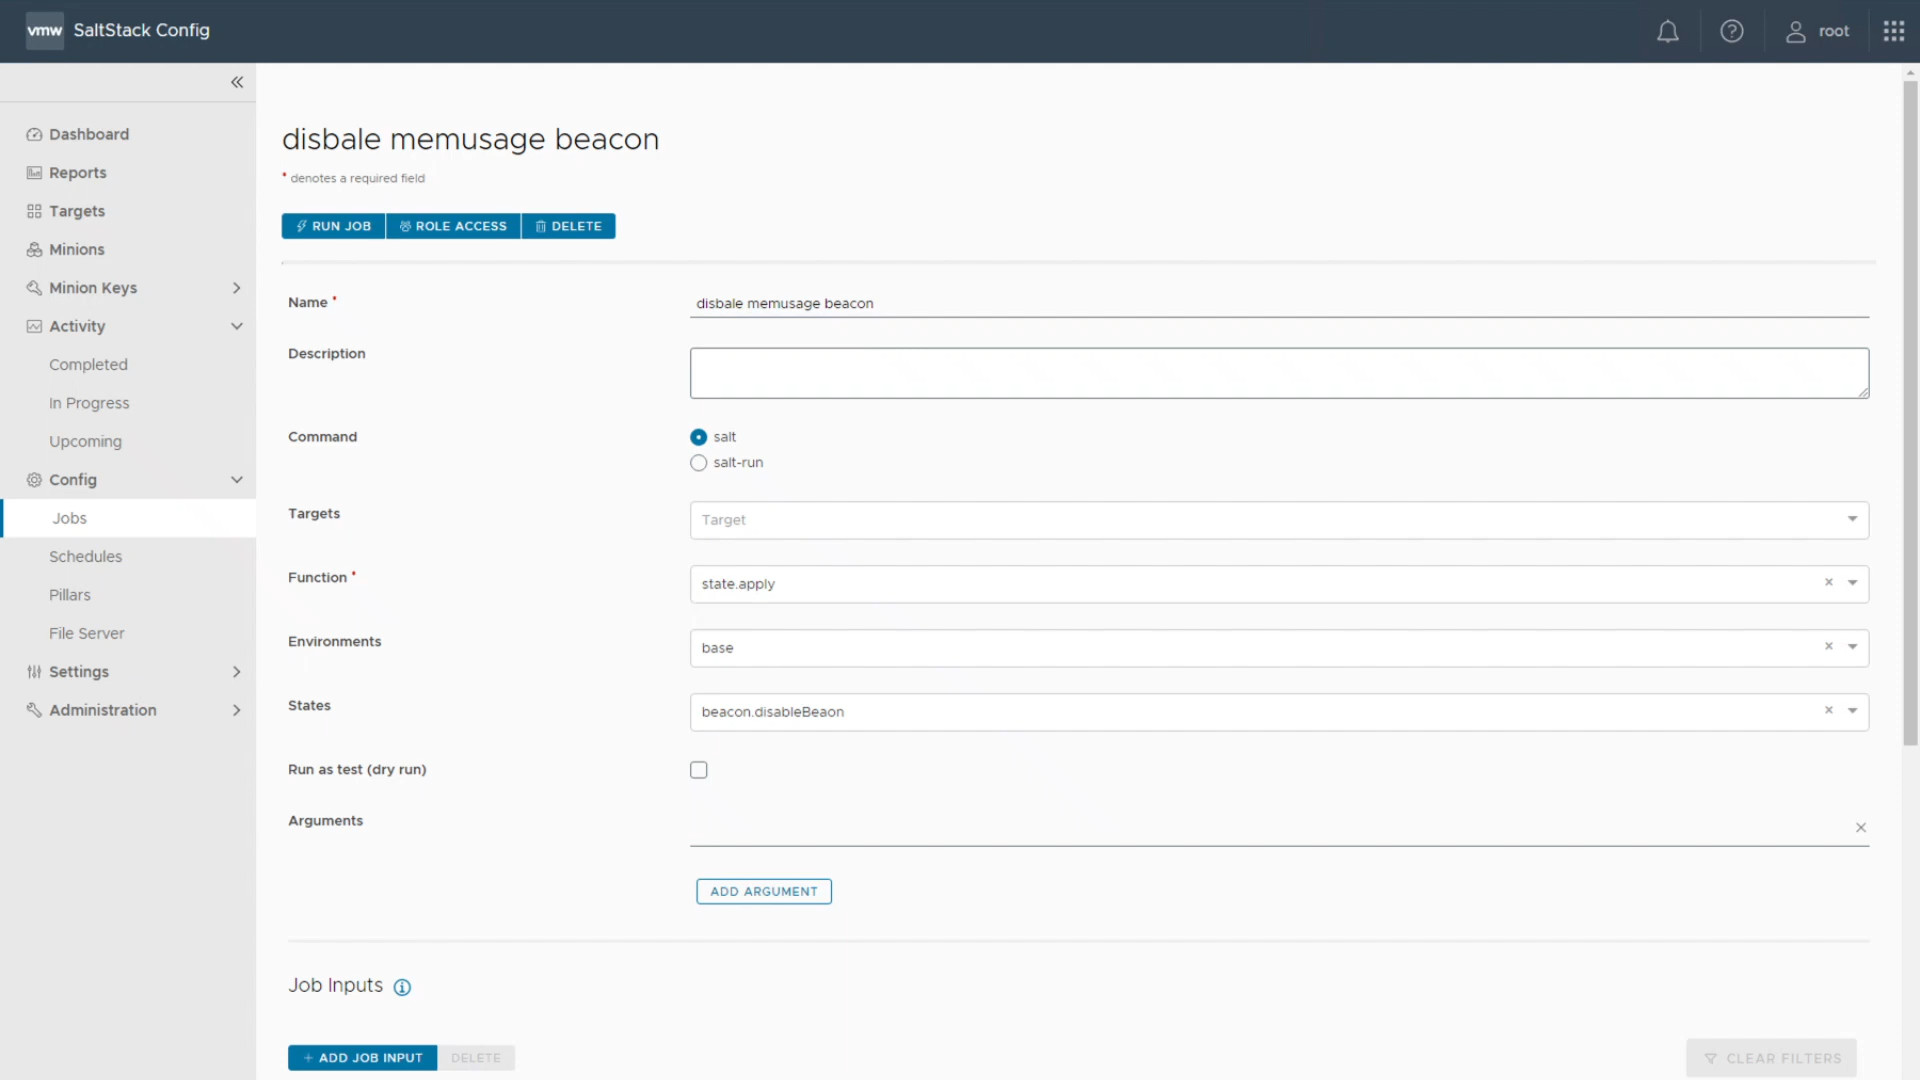 vmw SaltStack Config
root
Dashboard
Reports
Targets
Minions
Minion Keys
Activity
Completed
In Progress
Upcoming
Config
Jobs
Schedules
Pillars
File Server
Settings
Administration
disbale memusage beacon
* denotes a required field
RUN JOB ROLE ACCESS DELETE
Name * disbale memusage beacon
Description
Command salt
salt-run
Targets Target
Function * state.apply
Environments base
States beacon.disableBeaon
Run as test (dry run)
Arguments
ADD ARGUMENT
Job Inputs
+ ADD JOB INPUT DELETE CLEAR FILTERS